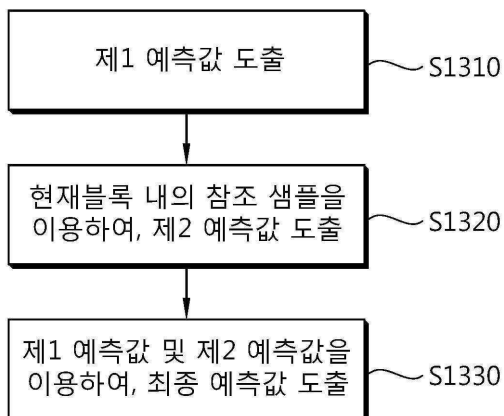 제1 예측값 도출
S1310
현재블록 내의 참조 샘플을
이용하여, 제2 예측값 도출
S1320
제1 예측값 및 제2 예측값을
이용하여, 최종 예측값 도출
S1330